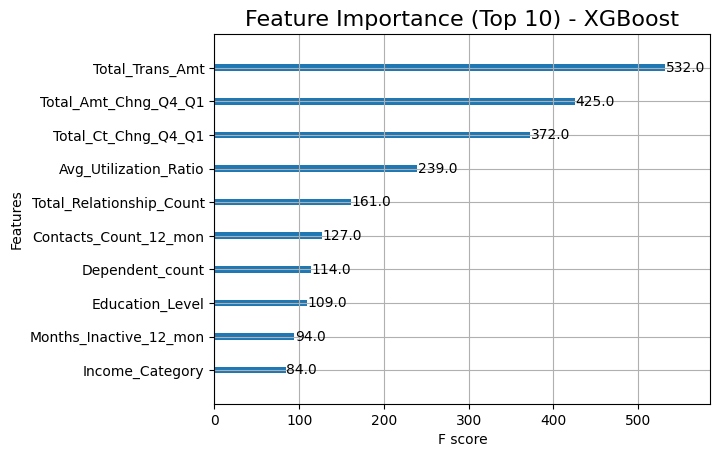 Feature Importance (Top 10) - XGBoost
Features
Total_Trans_Amt 532.0
Total_Amt_Chng_Q4_Q1 425.0
Total_Ct_Chng_Q4_Q1 372.0
Avg_Utilization_Ratio 239.0
Total_Relationship_Count 161.0
Contacts_Count_12_mon 127.0
Dependent_count 114.0
Education_Level 109.0
Months_Inactive_12_mon 94.0
Income_Category 84.0
0 100 200 300 400 500
F score